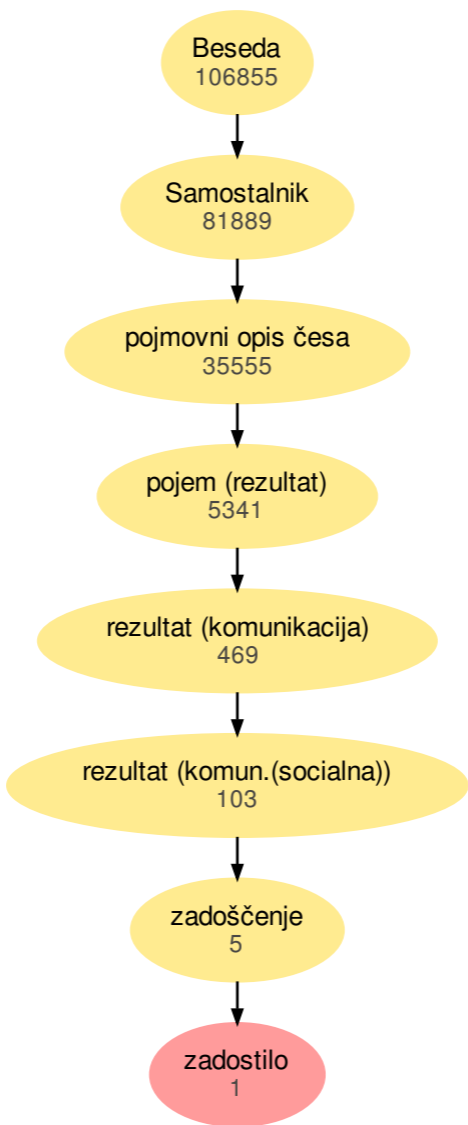 Beseda
106855
Samostalnik
81889
pojmovni opis česa
35555
pojem (rezultat)
5341
rezultat (komunikacija)
469
rezultat (komun.(socialna))
103
zadoščenje
5
zadostilo
1